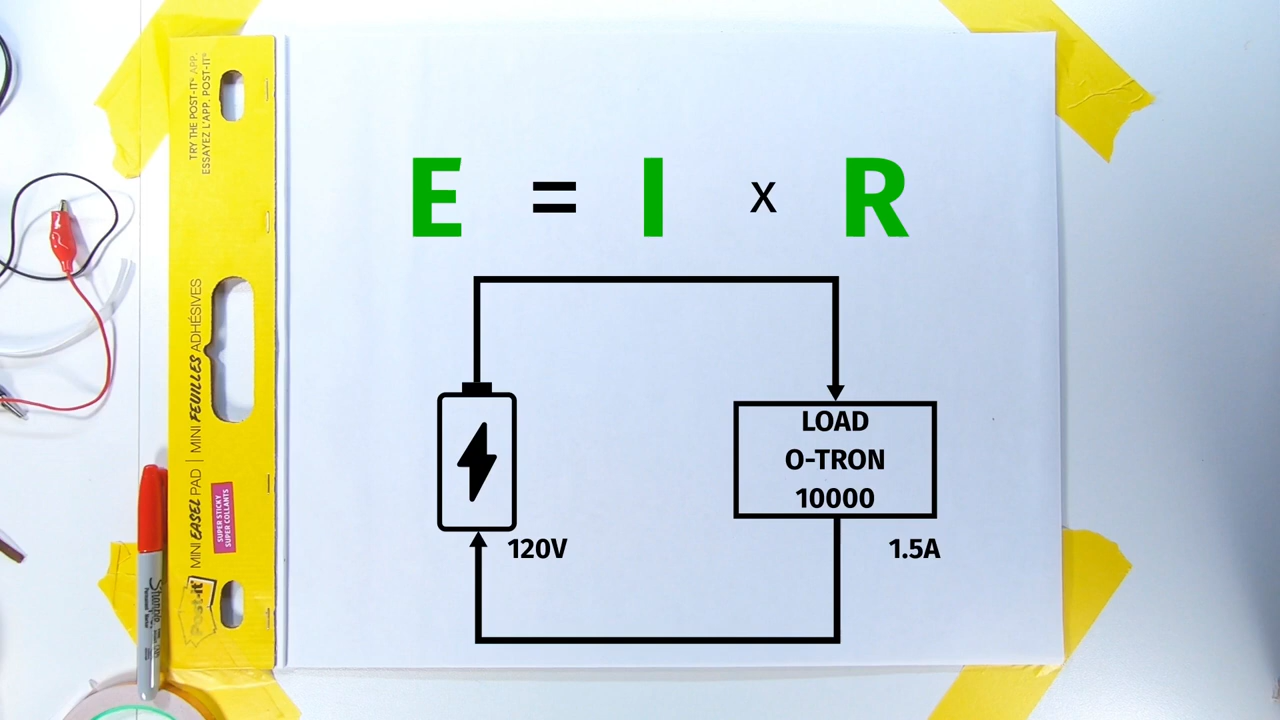 E = I x R
LOAD
O-TRON
10000
120V
1.5A
TRY THE POST-IT® APP.
ESSAYEZ L'APP. POST-IT®
MINI EASEL PAD | MINI FEUILLES ADHÉSIVES
SUPER STICKY
SUPER COLLANTS
Post-it
Sharpie